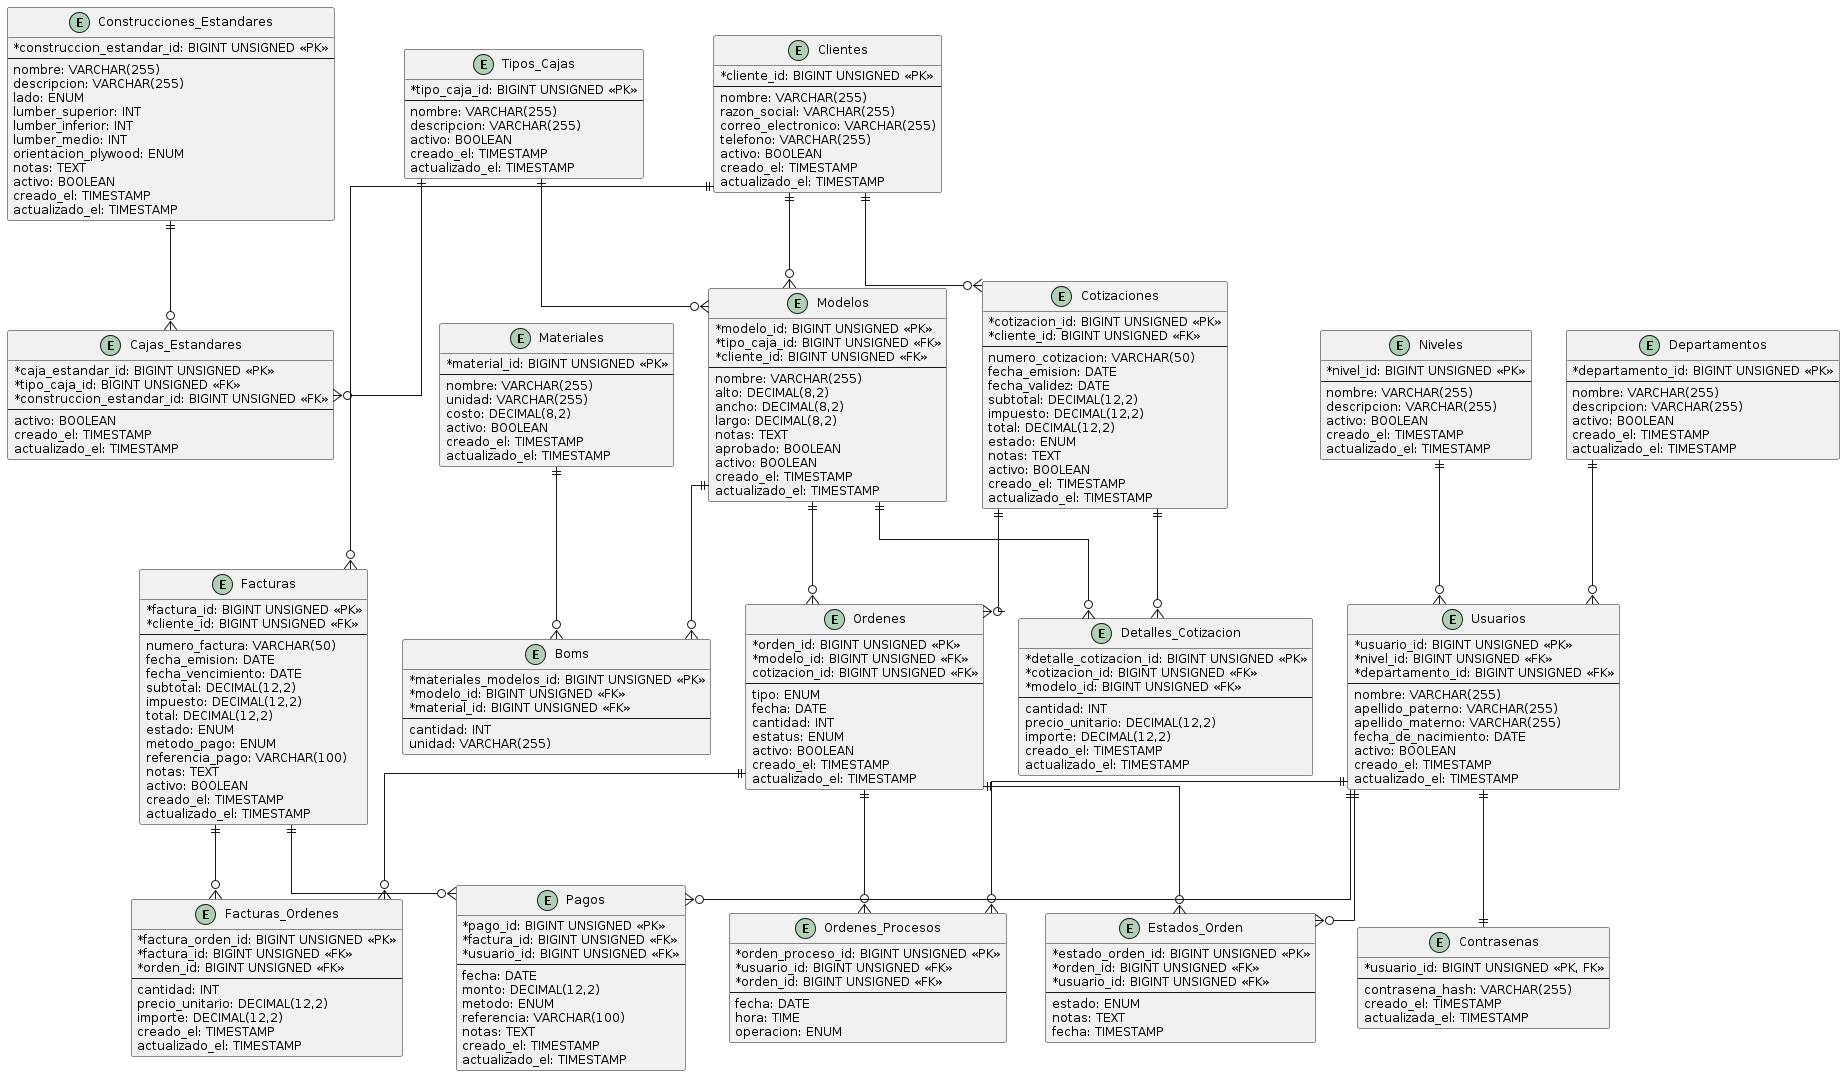 E Construcciones_Estandares
*construccion_estandar_id: BIGINT UNSIGNED «PK»
nombre: VARCHAR(255)
descripcion: VARCHAR(255)
lado: ENUM
lumber_superior: INT
lumber_inferior: INT
lumber_medio: INT
orientacion_plywood: ENUM
notas: TEXT
activo: BOOLEAN
creado_el: TIMESTAMP
actualizado_el: TIMESTAMP
E Tipos_Cajas
*tipo_caja_id: BIGINT UNSIGNED «PK»
nombre: VARCHAR(255)
descripcion: VARCHAR(255)
activo: BOOLEAN
creado_el: TIMESTAMP
actualizado_el: TIMESTAMP
E Clientes
*cliente_id: BIGINT UNSIGNED «PK»
nombre: VARCHAR(255)
razon_social: VARCHAR(255)
correo_electronico: VARCHAR(255)
telefono: VARCHAR(255)
activo: BOOLEAN
creado_el: TIMESTAMP
actualizado_el: TIMESTAMP
E Cajas_Estandares
*caja_estandar_id: BIGINT UNSIGNED «PK»
*tipo_caja_id: BIGINT UNSIGNED «FK»
*construccion_estandar_id: BIGINT UNSIGNED «FK»
activo: BOOLEAN
creado_el: TIMESTAMP
actualizado_el: TIMESTAMP
E Materiales
*material_id: BIGINT UNSIGNED «PK»
nombre: VARCHAR(255)
unidad: VARCHAR(255)
costo: DECIMAL(8,2)
activo: BOOLEAN
creado_el: TIMESTAMP
actualizado_el: TIMESTAMP
E Modelos
*modelo_id: BIGINT UNSIGNED «PK»
*tipo_caja_id: BIGINT UNSIGNED «FK»
*cliente_id: BIGINT UNSIGNED «FK»
nombre: VARCHAR(255)
alto: DECIMAL(8,2)
ancho: DECIMAL(8,2)
largo: DECIMAL(8,2)
notas: TEXT
aprobado: BOOLEAN
activo: BOOLEAN
creado_el: TIMESTAMP
actualizado_el: TIMESTAMP
E Cotizaciones
*cotizacion_id: BIGINT UNSIGNED «PK»
*cliente_id: BIGINT UNSIGNED «FK»
numero_cotizacion: VARCHAR(50)
fecha_emision: DATE
fecha_validez: DATE
subtotal: DECIMAL(12,2)
impuesto: DECIMAL(12,2)
total: DECIMAL(12,2)
estado: ENUM
notas: TEXT
activo: BOOLEAN
creado_el: TIMESTAMP
actualizado_el: TIMESTAMP
E Niveles
*nivel_id: BIGINT UNSIGNED «PK»
nombre: VARCHAR(255)
descripcion: VARCHAR(255)
activo: BOOLEAN
creado_el: TIMESTAMP
actualizado_el: TIMESTAMP
E Departamentos
*departamento_id: BIGINT UNSIGNED «PK»
nombre: VARCHAR(255)
descripcion: VARCHAR(255)
activo: BOOLEAN
creado_el: TIMESTAMP
actualizado_el: TIMESTAMP
E Facturas
*factura_id: BIGINT UNSIGNED «PK»
*cliente_id: BIGINT UNSIGNED «FK»
numero_factura: VARCHAR(50)
fecha_emision: DATE
fecha_vencimiento: DATE
subtotal: DECIMAL(12,2)
impuesto: DECIMAL(12,2)
total: DECIMAL(12,2)
estado: ENUM
metodo_pago: ENUM
referencia_pago: VARCHAR(100)
notas: TEXT
activo: BOOLEAN
creado_el: TIMESTAMP
actualizado_el: TIMESTAMP
E Boms
*materiales_modelos_id: BIGINT UNSIGNED «PK»
*modelo_id: BIGINT UNSIGNED «FK»
*material_id: BIGINT UNSIGNED «FK»
cantidad: INT
unidad: VARCHAR(255)
E Ordenes
*orden_id: BIGINT UNSIGNED «PK»
*modelo_id: BIGINT UNSIGNED «FK»
cotizacion_id: BIGINT UNSIGNED «FK»
tipo: ENUM
fecha: DATE
cantidad: INT
estatus: ENUM
activo: BOOLEAN
creado_el: TIMESTAMP
actualizado_el: TIMESTAMP
E Detalles_Cotizacion
*detalle_cotizacion_id: BIGINT UNSIGNED «PK»
*cotizacion_id: BIGINT UNSIGNED «FK»
*modelo_id: BIGINT UNSIGNED «FK»
cantidad: INT
precio_unitario: DECIMAL(12,2)
importe: DECIMAL(12,2)
creado_el: TIMESTAMP
actualizado_el: TIMESTAMP
E Usuarios
*usuario_id: BIGINT UNSIGNED «PK»
*nivel_id: BIGINT UNSIGNED «FK»
*departamento_id: BIGINT UNSIGNED «FK»
nombre: VARCHAR(255)
apellido_paterno: VARCHAR(255)
apellido_materno: VARCHAR(255)
fecha_de_nacimiento: DATE
activo: BOOLEAN
creado_el: TIMESTAMP
actualizado_el: TIMESTAMP
E Facturas_Ordenes
*factura_orden_id: BIGINT UNSIGNED «PK»
*factura_id: BIGINT UNSIGNED «FK»
*orden_id: BIGINT UNSIGNED «FK»
cantidad: INT
precio_unitario: DECIMAL(12,2)
importe: DECIMAL(12,2)
creado_el: TIMESTAMP
actualizado_el: TIMESTAMP
E Pagos
*pago_id: BIGINT UNSIGNED «PK»
*factura_id: BIGINT UNSIGNED «FK»
*usuario_id: BIGINT UNSIGNED «FK»
fecha: DATE
monto: DECIMAL(12,2)
metodo: ENUM
referencia: VARCHAR(100)
notas: TEXT
creado_el: TIMESTAMP
actualizado_el: TIMESTAMP
E Ordenes_Procesos
*orden_proceso_id: BIGINT UNSIGNED «PK»
*usuario_id: BIGINT UNSIGNED «FK»
*orden_id: BIGINT UNSIGNED «FK»
fecha: DATE
hora: TIME
operacion: ENUM
E Estados_Orden
*estado_orden_id: BIGINT UNSIGNED «PK»
*orden_id: BIGINT UNSIGNED «FK»
*usuario_id: BIGINT UNSIGNED «FK»
estado: ENUM
notas: TEXT
fecha: TIMESTAMP
E Contrasenas
*usuario_id: BIGINT UNSIGNED «PK, FK»
contrasena_hash: VARCHAR(255)
creado_el: TIMESTAMP
actualizada_el: TIMESTAMP